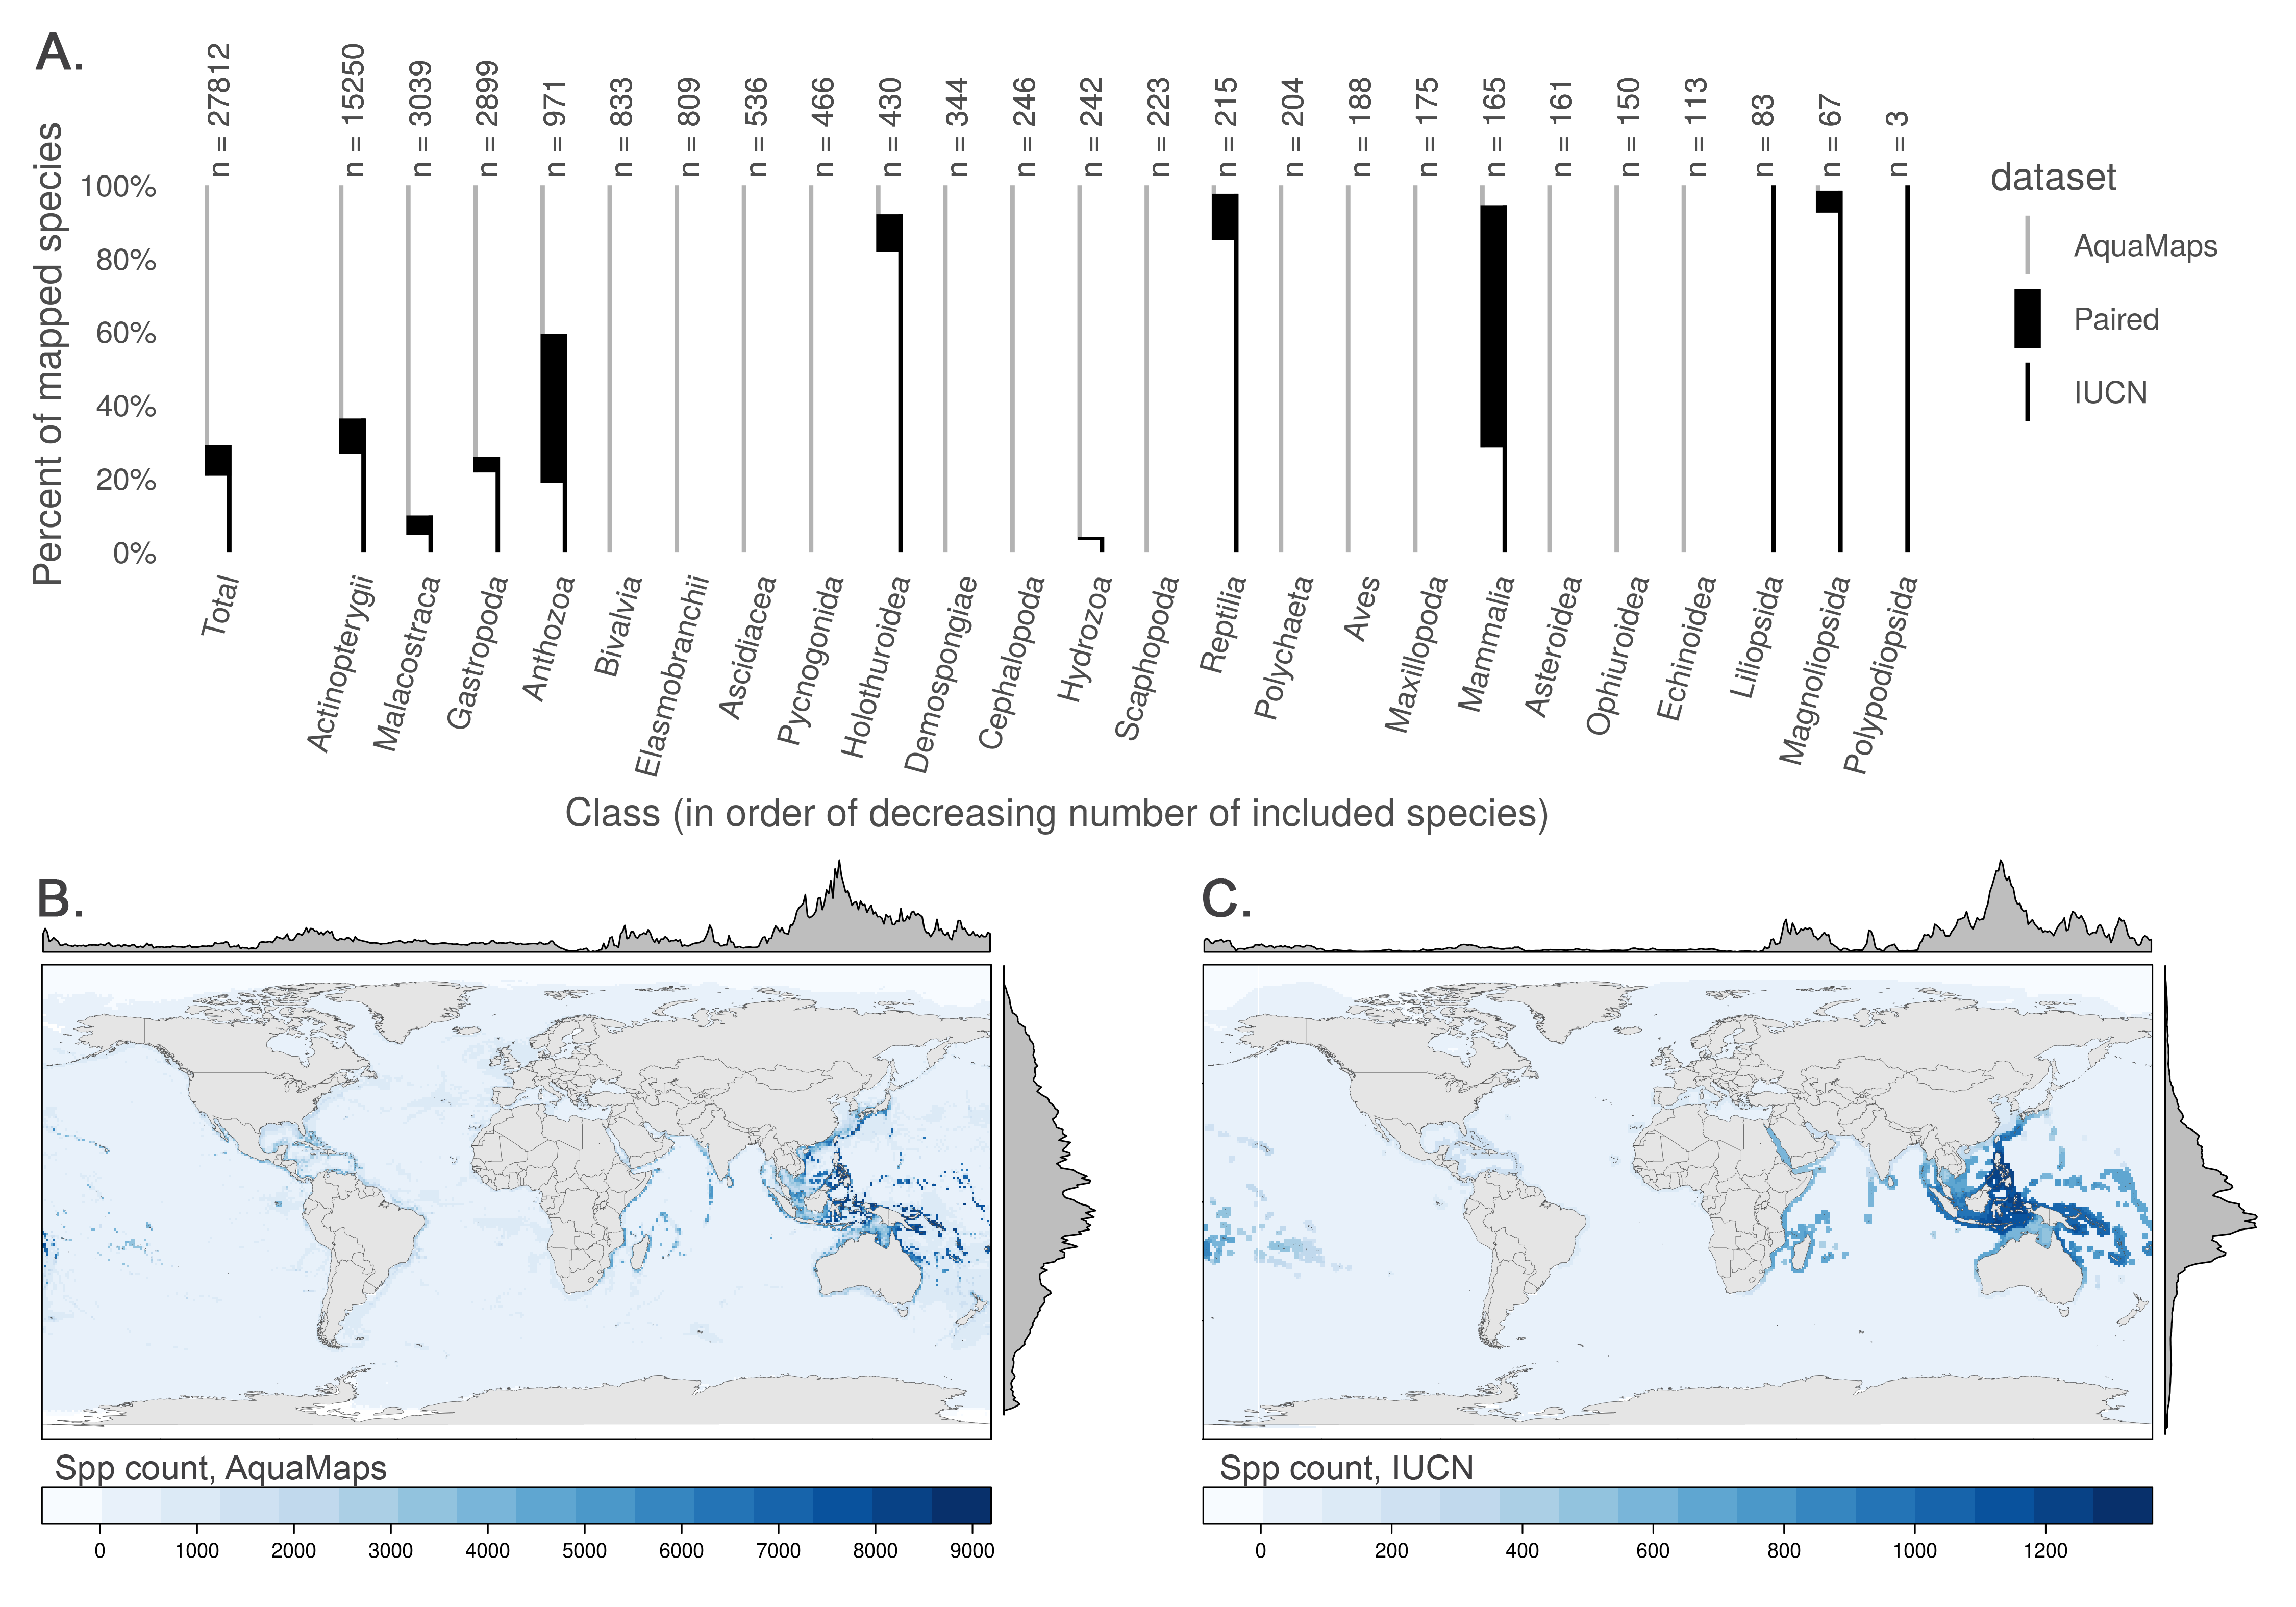 A.
n = 27812
n = 15250
n = 3039
n = 2899
n = 971
n = 833
n = 809
n = 536
n = 466
n = 430
n = 344
n = 246
n = 242
n = 223
n = 215
n = 204
n = 188
n = 175
n = 165
n = 161
n = 150
n = 113
n = 83
n = 67
n = 3
Percent of mapped species
100%
80%
60%
40%
20%
0%
dataset
AquaMaps
Paired
IUCN
Total
Actinopterygii
Malacostraca
Gastropoda
Anthozoa
Bivalvia
Elasmobranchii
Ascidiacea
Pycnogonida
Holothuroidea
Demospongiae
Cephalopoda
Hydrozoa
Scaphopoda
Reptilia
Polychaeta
Aves
Maxillopoda
Mammalia
Asteroidea
Ophiuroidea
Echinoidea
Liliopsida
Magnoliopsida
Polypodiopsida
Class (in order of decreasing number of included species)
B.
Spp count, AquaMaps
0 1000 2000 3000 4000 5000 6000 7000 8000 9000
C.
Spp count, IUCN
0 200 400 600 800 1000 1200